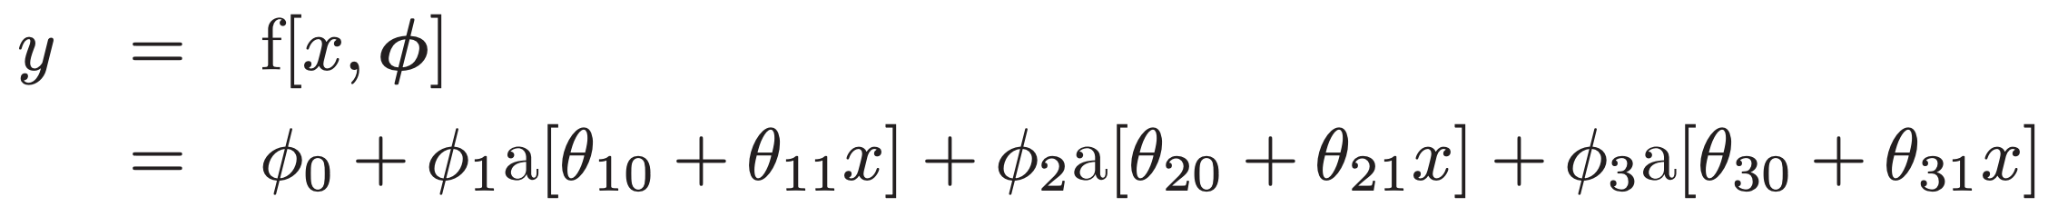 y = f[x, ϕ]
= ϕ₀ + ϕ₁a[θ₁₀ + θ₁₁x] + ϕ₂a[θ₂₀ + θ₂₁x] + ϕ₃a[θ₃₀ + θ₃₁x]